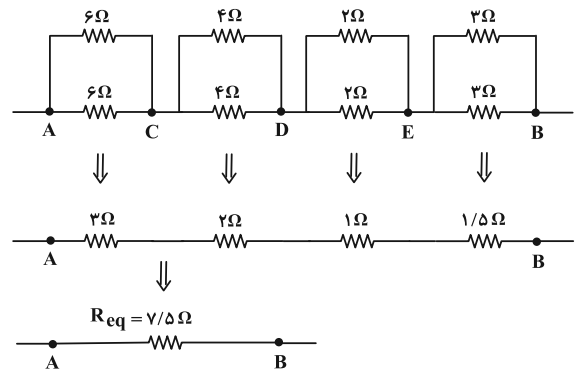 ۶Ω ۴Ω ۲Ω ۳Ω
۶Ω ۴Ω ۲Ω ۳Ω
A C D E B
۳Ω ۲Ω ۱Ω ۱/۵Ω
A B
Req = ۷/۵Ω
A B